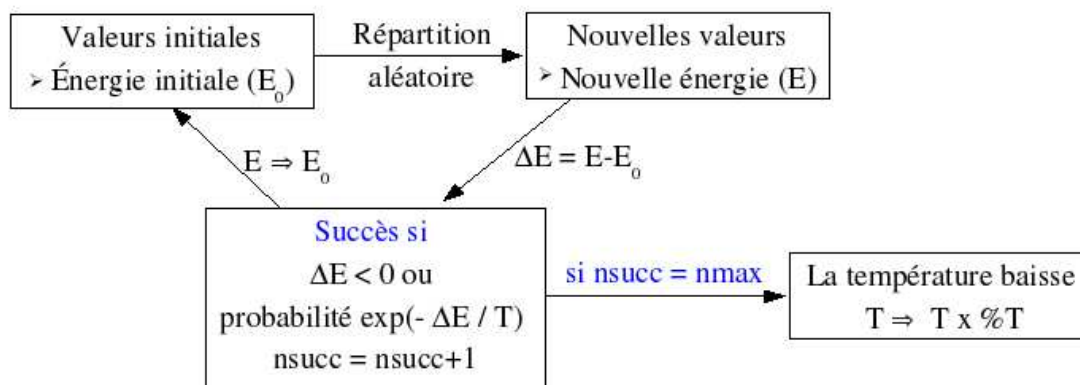 Valeurs initiales
➢ Énergie initiale (E₀)
Répartition
aléatoire
Nouvelles valeurs
➢ Nouvelle énergie (E)
E ⇒ E₀
ΔE = E-E₀
Succès si
ΔE < 0 ou
probabilité exp(- ΔE / T)
nsucc = nsucc+1
si nsucc = nmax
La température baisse
T ⇒ T x %T